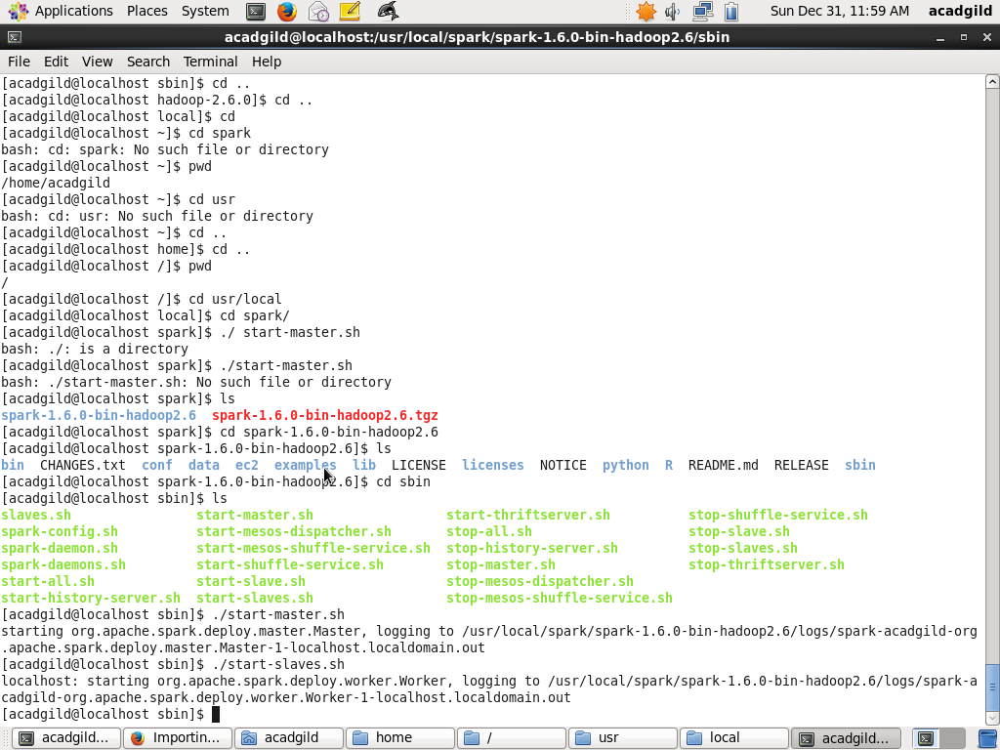 Applications Places System Sun Dec 31, 11:59 AM acadgild
acadgild@localhost:/usr/local/spark/spark-1.6.0-bin-hadoop2.6/sbin
File Edit View Search Terminal Help
[acadgild@localhost sbin]$ cd ..
[acadgild@localhost hadoop-2.6.0]$ cd ..
[acadgild@localhost local]$ cd
[acadgild@localhost ~]$ cd spark
bash: cd: spark: No such file or directory
[acadgild@localhost ~]$ pwd
/home/acadgild
[acadgild@localhost ~]$ cd usr
bash: cd: usr: No such file or directory
[acadgild@localhost ~]$ cd ..
[acadgild@localhost home]$ cd ..
[acadgild@localhost /]$ pwd
/
[acadgild@localhost /]$ cd usr/local
[acadgild@localhost local]$ cd spark/
[acadgild@localhost spark]$ ./ start-master.sh
bash: ./: is a directory
[acadgild@localhost spark]$ ./start-master.sh
bash: ./start-master.sh: No such file or directory
[acadgild@localhost spark]$ ls
spark-1.6.0-bin-hadoop2.6 spark-1.6.0-bin-hadoop2.6.tgz
[acadgild@localhost spark]$ cd spark-1.6.0-bin-hadoop2.6
[acadgild@localhost spark-1.6.0-bin-hadoop2.6]$ ls
bin CHANGES.txt conf data ec2 examples lib LICENSE licenses NOTICE python R README.md RELEASE sbin
[acadgild@localhost spark-1.6.0-bin-hadoop2.6]$ cd sbin
[acadgild@localhost sbin]$ ls
slaves.sh start-master.sh start-thriftserver.sh stop-shuffle-service.sh
spark-config.sh start-mesos-dispatcher.sh stop-all.sh stop-slave.sh
spark-daemon.sh start-mesos-shuffle-service.sh stop-history-server.sh stop-slaves.sh
spark-daemons.sh start-shuffle-service.sh stop-master.sh stop-thriftserver.sh
start-all.sh start-slave.sh stop-mesos-dispatcher.sh
start-history-server.sh start-slaves.sh stop-mesos-shuffle-service.sh
[acadgild@localhost sbin]$ ./start-master.sh
starting org.apache.spark.deploy.master.Master, logging to /usr/local/spark/spark-1.6.0-bin-hadoop2.6/logs/spark-acadgild-org
.apache.spark.deploy.master.Master-1-localhost.localdomain.out
[acadgild@localhost sbin]$ ./start-slaves.sh
localhost: starting org.apache.spark.deploy.worker.Worker, logging to /usr/local/spark/spark-1.6.0-bin-hadoop2.6/logs/spark-a
cadgild-org.apache.spark.deploy.worker.Worker-1-localhost.localdomain.out
[acadgild@localhost sbin]$
acadgild... Importin... acadgild home / usr local acadgild...